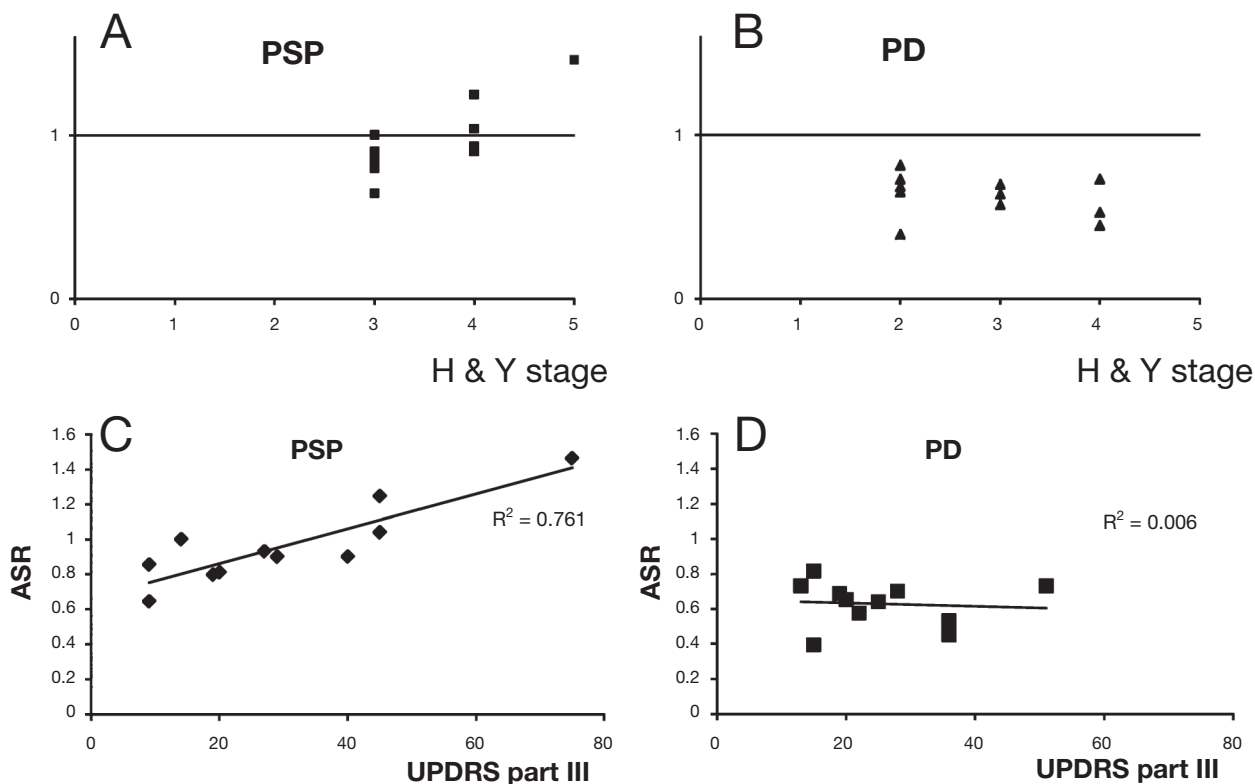 A
PSP
1
0
0 1 2 3 4 5
H & Y stage
B
PD
1
0
0 1 2 3 4 5
H & Y stage
C
PSP
1.6
1.4
1.2
1
0.8
0.6
0.4
0.2
0
ASR
R² = 0.761
0 20 40 60 80
UPDRS part III
D
PD
1.6
1.4
1.2
1
0.8
0.6
0.4
0.2
0
ASR
R² = 0.006
0 20 40 60 80
UPDRS part III